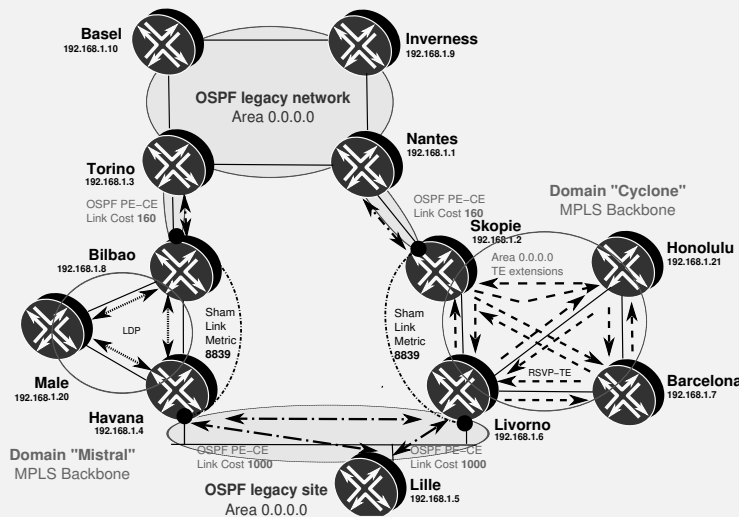 Basel
192.168.1.10
Inverness
192.168.1.9
OSPF legacy network
Area 0.0.0.0
Torino
192.168.1.3
Nantes
192.168.1.1
OSPF PE-CE
Link Cost 160
OSPF PE-CE
Link Cost 160
Domain "Cyclone"
MPLS Backbone
Skopie
192.168.1.2
Honolulu
192.168.1.21
Area 0.0.0.0
TE extensions
Bilbao
192.168.1.8
LDP
Sham
Link
Metric
8839
Sham
Link
Metric
8839
RSVP-TE
Male
192.168.1.20
Barcelona
192.168.1.7
Havana
192.168.1.4
Livorno
192.168.1.6
Domain "Mistral"
MPLS Backbone
OSPF PE-CE
Link Cost 1000
OSPF PE-CE
Link Cost 1000
OSPF legacy site
Area 0.0.0.0
Lille
192.168.1.5